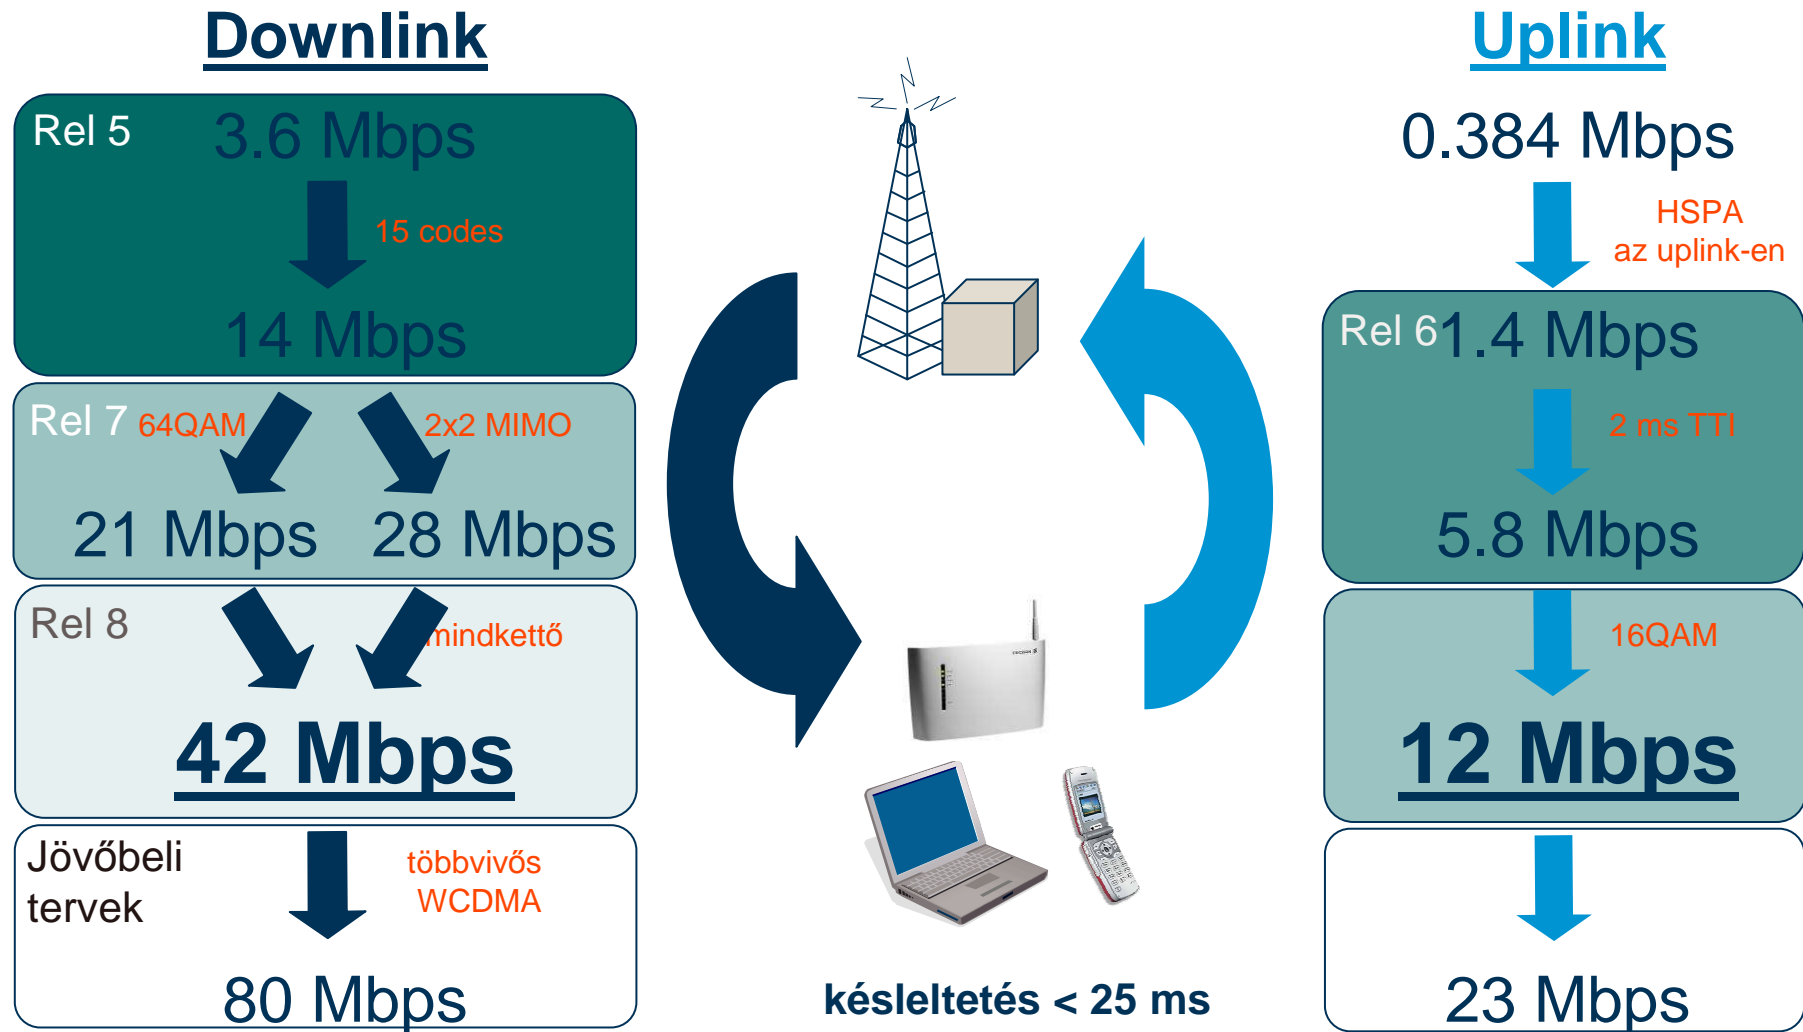 Downlink
Rel 5
3.6 Mbps
15 codes
14 Mbps
Rel 7
64QAM
2x2 MIMO
21 Mbps
28 Mbps
Rel 8
mindkettő
42 Mbps
Jövőbeli
tervek
többvivős
WCDMA
80 Mbps
késleltetés < 25 ms
Uplink
0.384 Mbps
HSPA
az uplink-en
Rel 6
1.4 Mbps
2 ms TTI
5.8 Mbps
16QAM
12 Mbps
23 Mbps